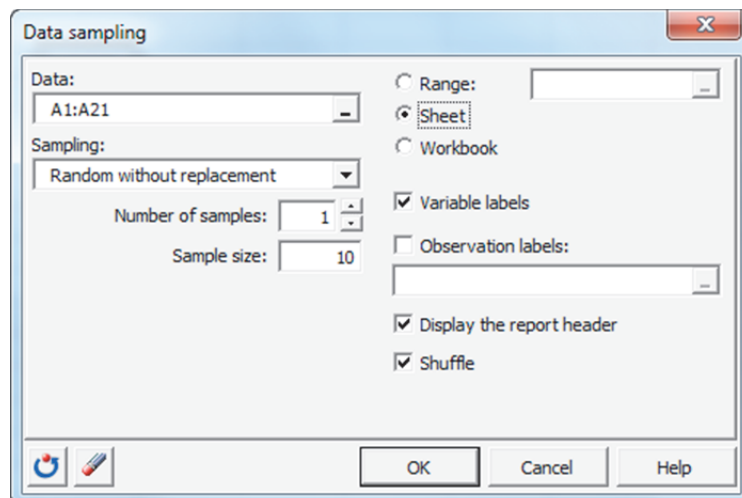 Data sampling
Data:
A1:A21
Sampling:
Random without replacement
Number of samples: 1
Sample size: 10
Range:
Sheet
Workbook
Variable labels
Observation labels:
Display the report header
Shuffle
OK Cancel Help